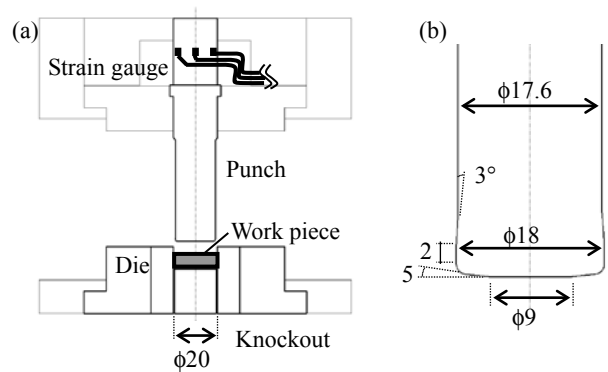 (a)
Strain gauge
Punch
Work piece
Die
Knockout
ϕ20
(b)
ϕ17.6
3°
ϕ18
2
5
ϕ9